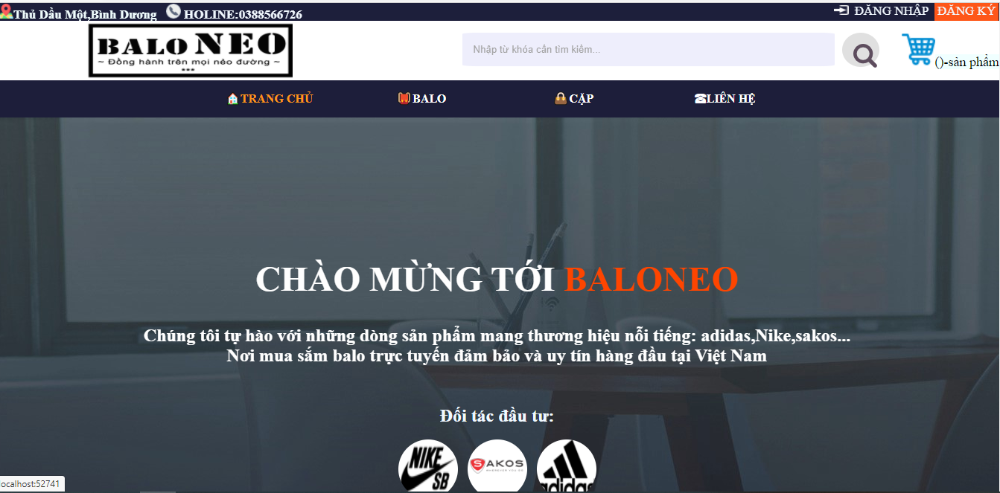 Thủ Dầu Một,Bình Dương HOLINE:0388566726 ĐĂNG NHẬP ĐĂNG KÝ
BALO NEO
~ Đồng hành trên mọi nẻo đường ~
***
Nhập từ khóa cần tìm kiếm...
()-sản phẩm
TRANG CHỦ BALO CẶP LIÊN HỆ
CHÀO MỪNG TỚI BALONEO
Chúng tôi tự hào với những dòng sản phẩm mang thương hiệu nỗi tiếng: adidas,Nike,sakos...
Nơi mua sắm balo trực tuyến đảm bảo và uy tín hàng đầu tại Việt Nam
Đối tác đầu tư:
NIKE SAKOS
SB
adidas
localhost:52741